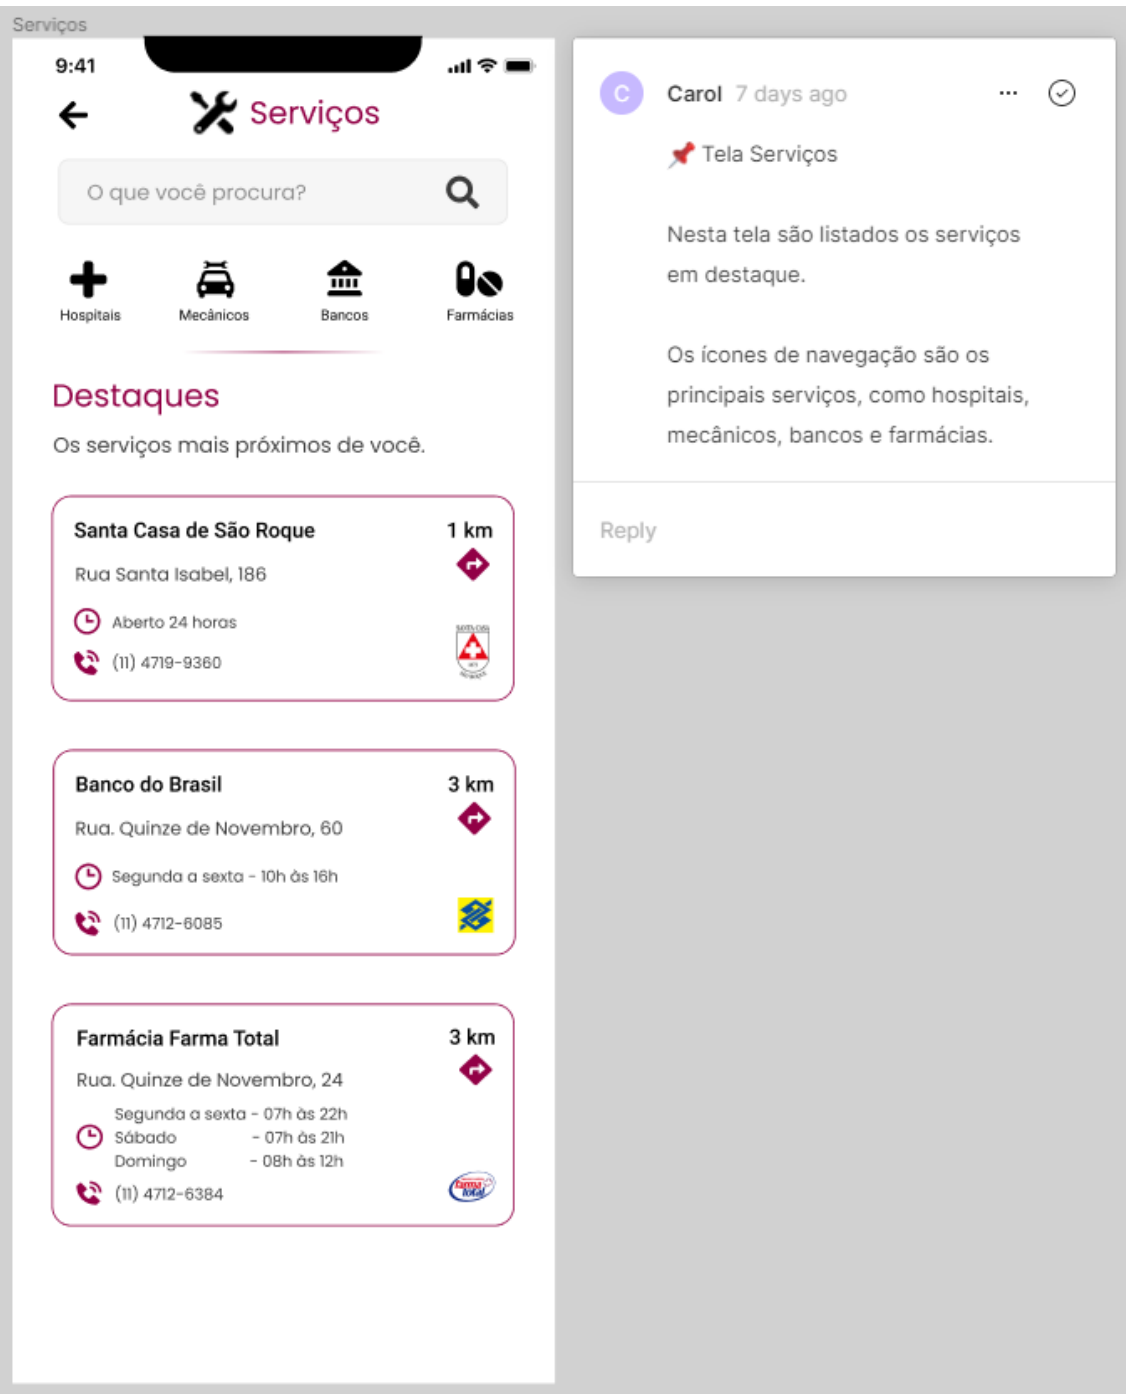 Serviços
9:41
Serviços
O que você procura?
Hospitais
Mecânicos
Bancos
Farmácias
Destaques
Os serviços mais próximos de você.
Santa Casa de São Roque
1 km
Rua Santa Isabel, 186
Aberto 24 horas
(11) 4719-9360
SANTA CASA
Banco do Brasil
3 km
Rua. Quinze de Novembro, 60
Segunda a sexta - 10h às 16h
(11) 4712-6085
Farmácia Farma Total
3 km
Rua. Quinze de Novembro, 24
Segunda a sexta - 07h às 22h
Sábado - 07h às 21h
Domingo - 08h às 12h
(11) 4712-6384
farma
total
C
Carol 7 days ago
Tela Serviços
Nesta tela são listados os serviços
em destaque.
Os ícones de navegação são os
principais serviços, como hospitais,
mecânicos, bancos e farmácias.
Reply